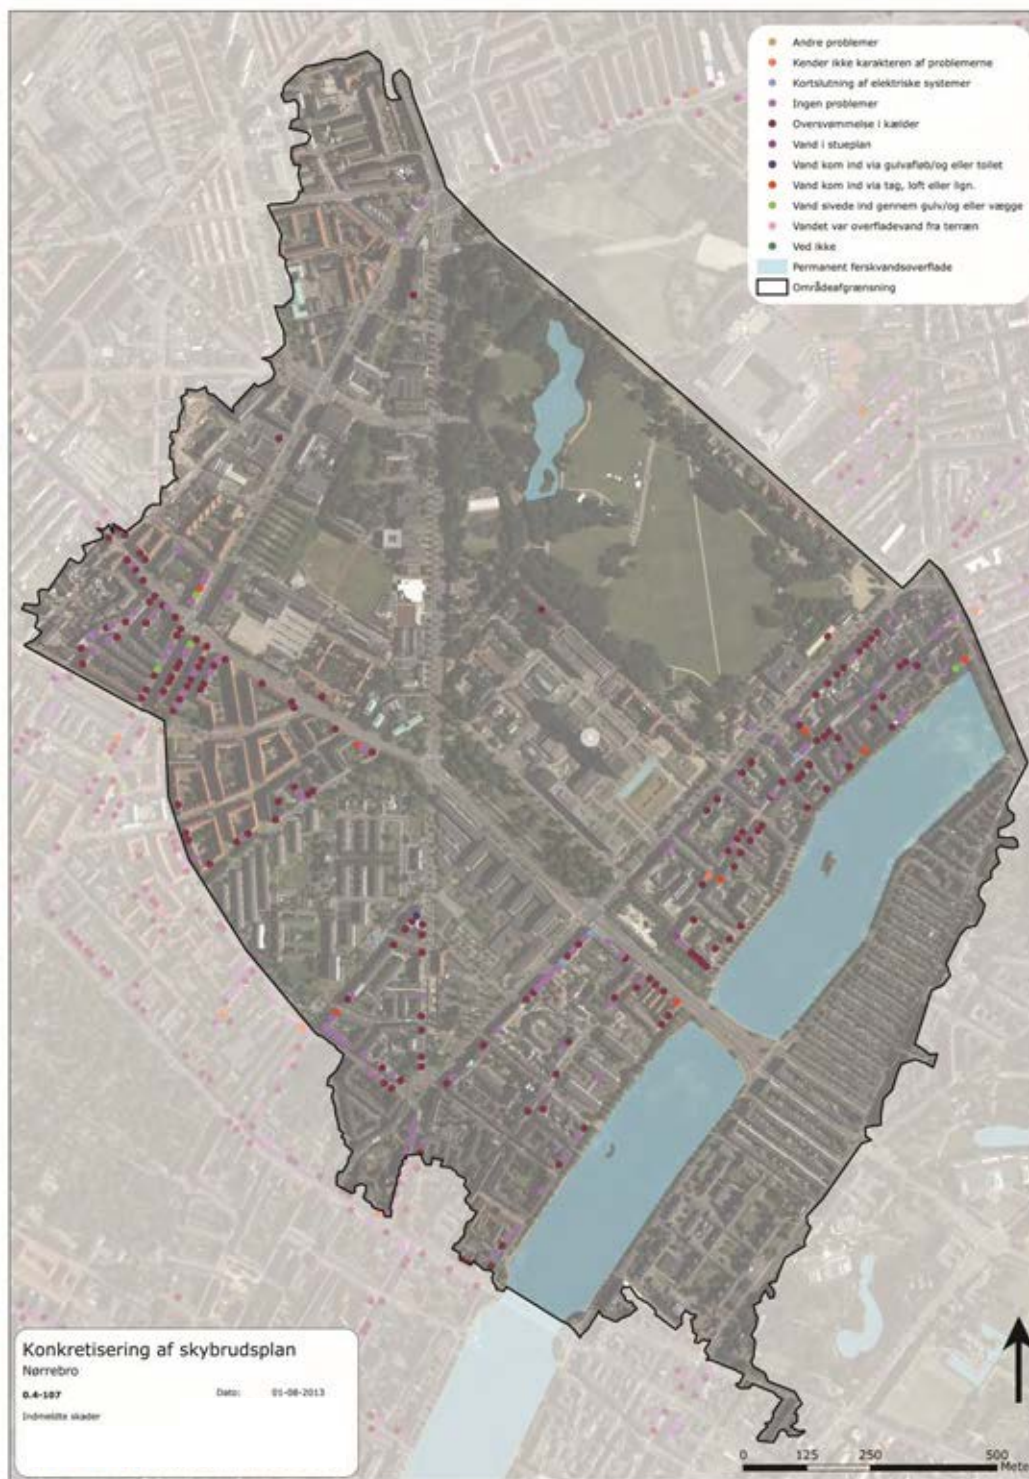 Andre problemer
Kender ikke karakteren af problemerne
Kortslutning af elektriske systemer
Ingen problemer
Oversvømmelse i kælder
Vand i stueplan
Vand kom ind via gulvafløb/og eller toilet
Vand kom ind via tag, loft eller lign.
Vand sivede ind gennem gulv/og eller vægge
Vandet var overfladevand fra terræn
Ved ikke
Permanent ferskvandsoverflade
Områdeafgrænsning
Konkretisering af skybrudsplan
Nørrebro
0.4-107 Dato: 01-08-2013
Indmeldte skader
0 125 250 500
Mete